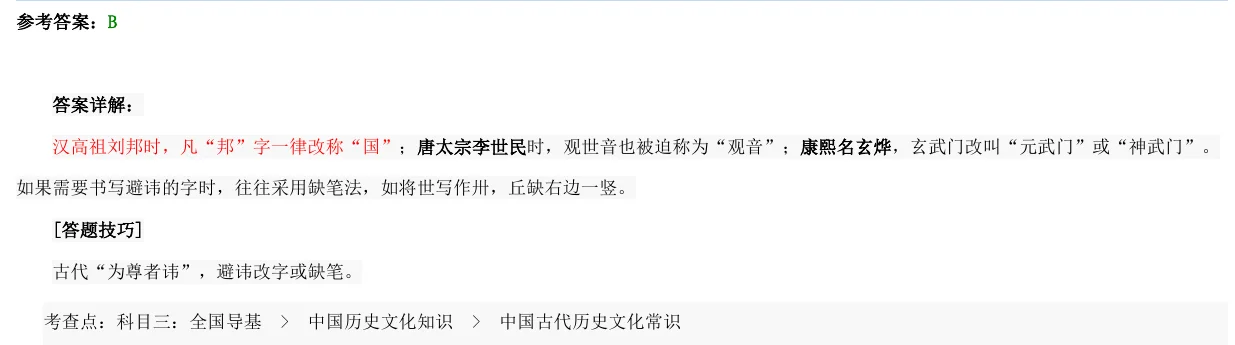 参考答案：B
答案详解：
汉高祖刘邦时，凡“邦”字一律改称“国”；唐太宗李世民时，观世音也被迫称为“观音”；康熙名玄烨，玄武门改叫“元武门”或“神武门”。
如果需要书写避讳的字时，往往采用缺笔法，如将世写作卅，丘缺右边一竖。
[答题技巧]
古代“为尊者讳”，避讳改字或缺笔。
考查点：科目三：全国导基 > 中国历史文化知识 > 中国古代历史文化常识